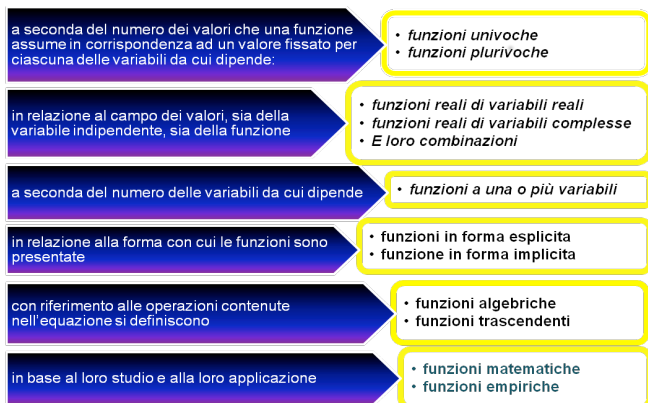 a seconda del numero dei valori che una funzione
assume in corrispondenza ad un valore fissato per
ciascuna delle variabili da cui dipende:
• funzioni univoche
• funzioni plurivoche
in relazione al campo dei valori, sia della
variabile indipendente, sia della funzione
• funzioni reali di variabili reali
• funzioni reali di variabili complesse
• E loro combinazioni
a seconda del numero delle variabili da cui dipende
• funzioni a una o più variabili
in relazione alla forma con cui le funzioni sono
presentate
• funzioni in forma esplicita
• funzione in forma implicita
con riferimento alle operazioni contenute
nell'equazione si definiscono
• funzioni algebriche
• funzioni trascendenti
in base al loro studio e alla loro applicazione
• funzioni matematiche
• funzioni empiriche